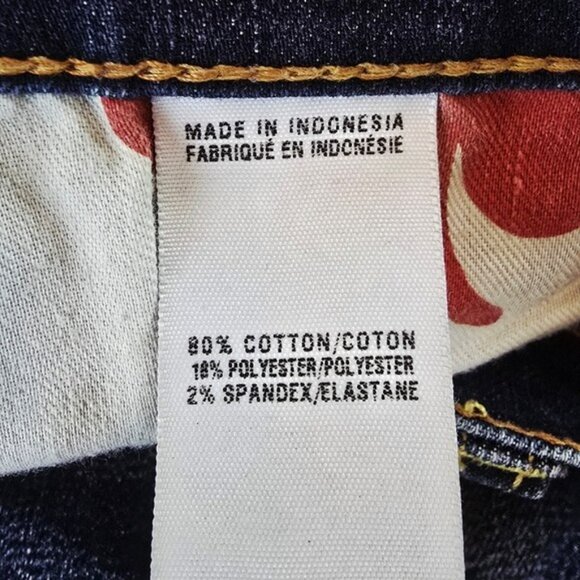 MADE IN INDONESIA
FABRIQUÉ EN INDONÉSIE
80% COTTON/COTON
18% POLYESTER/POLYESTER
2% SPANDEX/ELASTANE